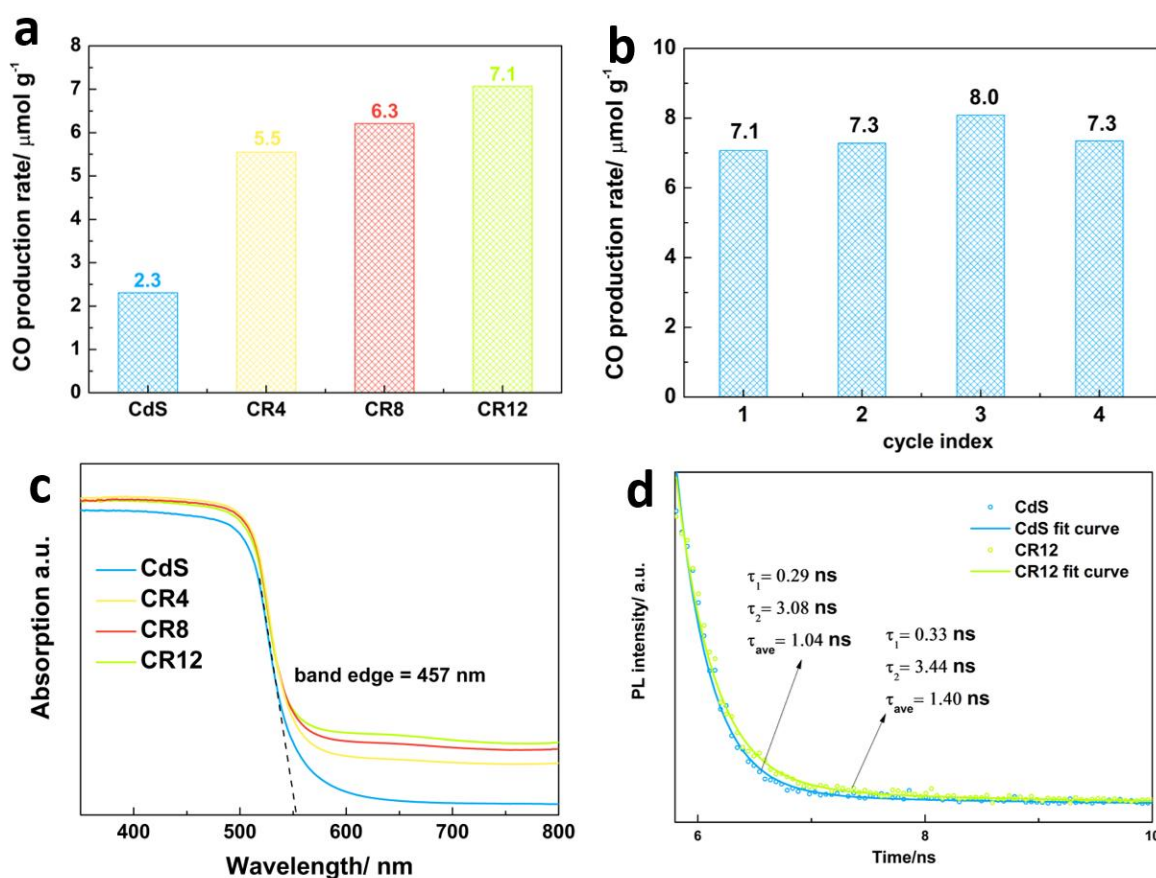 a
CO production rate/ μmol g⁻¹
8
7
6
5
4
3
2
1
0
2.3
5.5
6.3
7.1
CdS
CR4
CR8
CR12
b
CO production rate/ μmol g⁻¹
10
8
6
4
2
0
7.1
7.3
8.0
7.3
1
2
3
4
cycle index
c
Absorption a.u.
CdS
CR4
CR8
CR12
band edge = 457 nm
400
500
600
700
800
Wavelength/ nm
d
PL intensity/ a.u.
CdS
CdS fit curve
CR12
CR12 fit curve
τ₁= 0.29 ns
τ₂= 3.08 ns
τave= 1.04 ns
τ₁= 0.33 ns
τ₂= 3.44 ns
τave= 1.40 ns
6
8
10
Time/ns